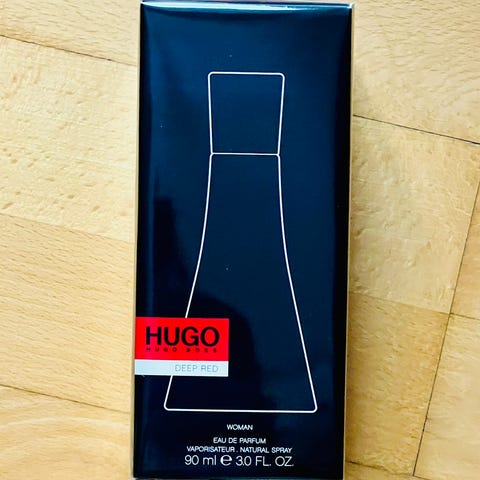 HUGO
HUGO BOSS
DEEP RED
WOMAN
EAU DE PARFUM
VAPORISATEUR . NATURAL SPRAY
90 ml ℮ 3.0 FL. OZ.